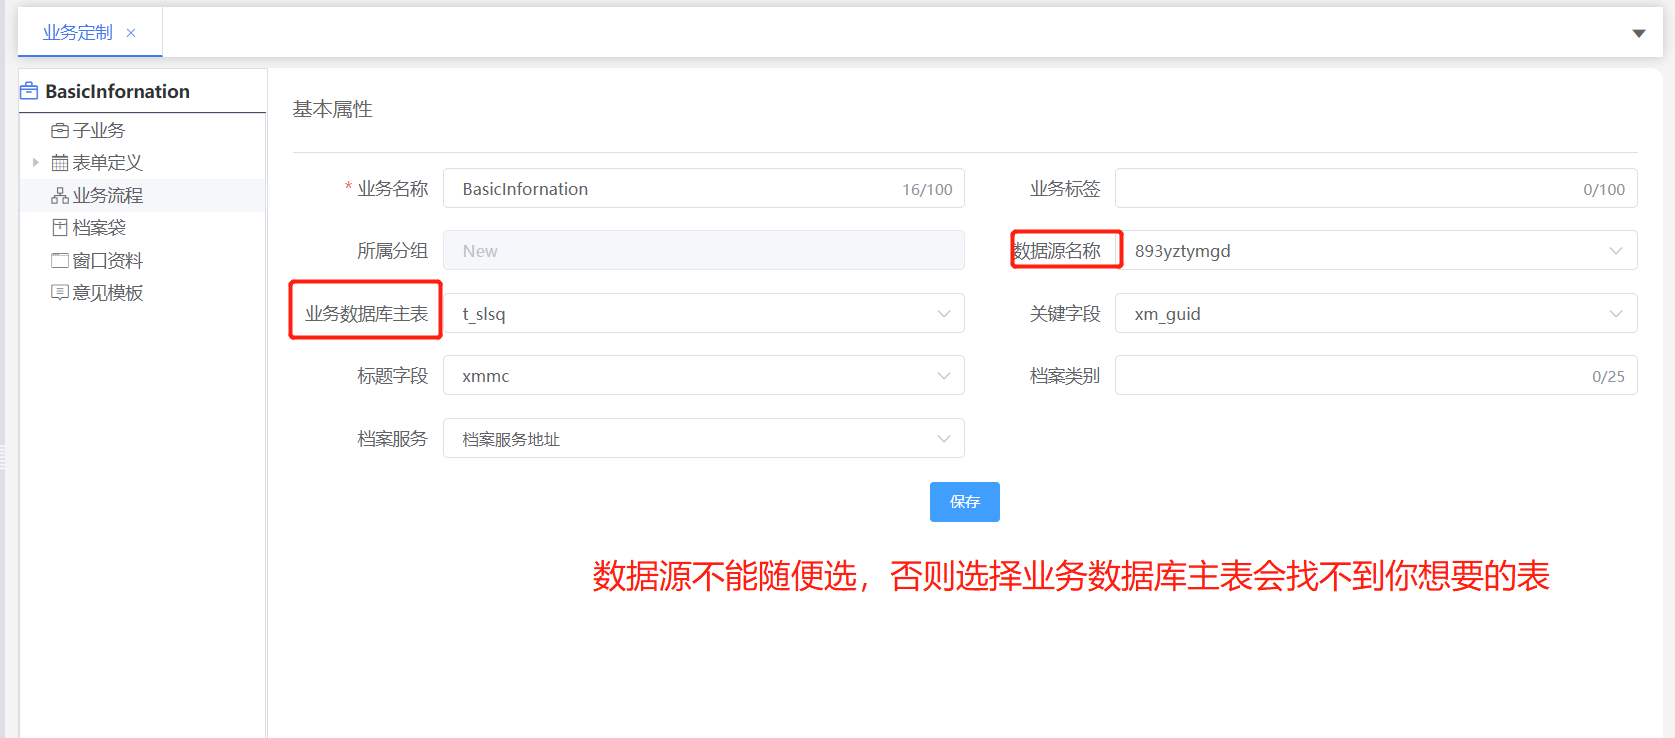 业务定制 ×
BasicInfornation
子业务
表单定义
业务流程
档案袋
窗口资料
意见模板
基本属性
* 业务名称 BasicInfornation 16/100 业务标签 0/100
所属分组 New 数据源名称 893yztymgd
业务数据库主表 t_slsq 关键字段 xm_guid
标题字段 xmmc 档案类别 0/25
档案服务 档案服务地址
保存
数据源不能随便选，否则选择业务数据库主表会找不到你想要的表